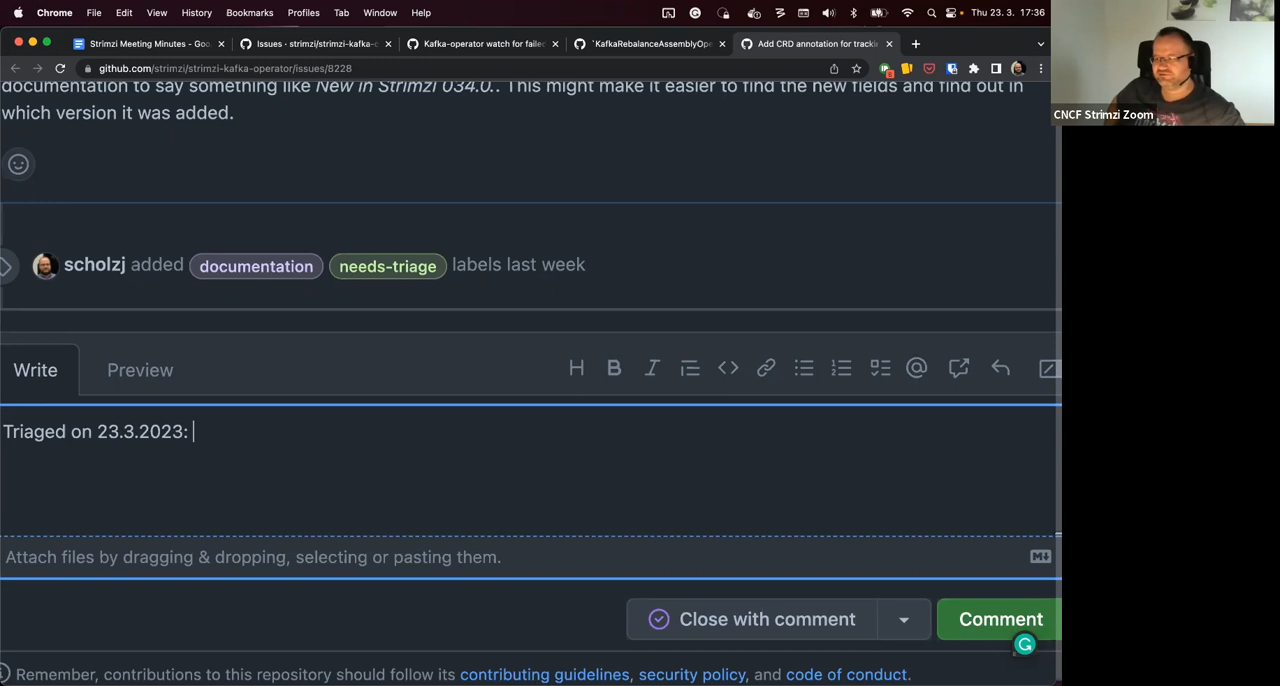 Chrome File Edit View History Bookmarks Profiles Tab Window Help Thu 23. 3. 17:36
Strimzi Meeting Minutes - Goo Issues · strimzi/strimzi-kafka-o Kafka-operator watch for failed `KafkaRebalanceAssemblyOpe Add CRD annotation for trackin
github.com/strimzi/strimzi-kafka-operator/issues/8228
documentation to say something like New in Strimzi 034.0.. This might make it easier to find the new fields and find out in
which version it was added.
CNCF Strimzi Zoom
scholzj added documentation needs-triage labels last week
Write Preview
Triaged on 23.3.2023:
Attach files by dragging & dropping, selecting or pasting them.
Close with comment Comment
Remember, contributions to this repository should follow its contributing guidelines, security policy, and code of conduct.